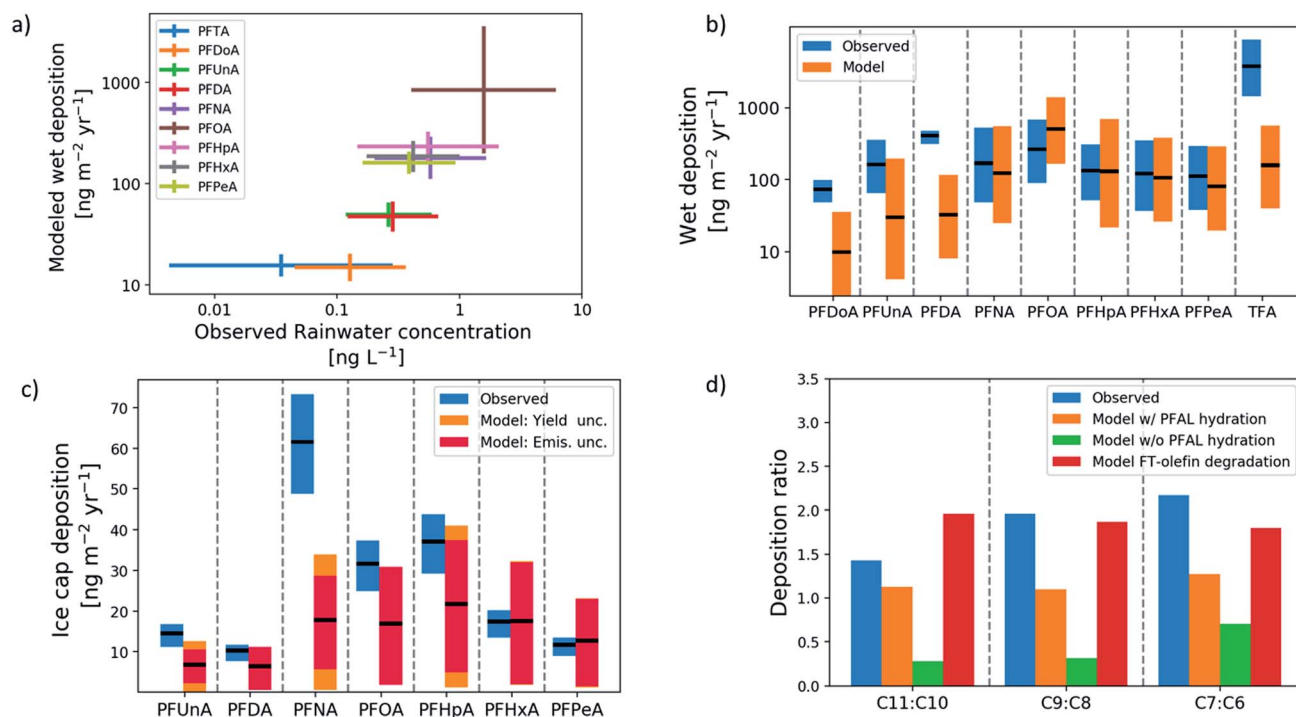 a)
PFTA
PFDoA
PFUnA
PFDA
PFNA
PFOA
PFHpA
PFHxA
PFPeA
Modeled wet deposition
[ng m⁻² yr⁻¹]
1000
100
10
0.01 0.1 1 10
Observed Rainwater concentration
[ng L⁻¹]
b)
Observed
Model
Wet deposition
[ng m⁻² yr⁻¹]
1000
100
10
PFDoA PFUnA PFDA PFNA PFOA PFHpA PFHxA PFPeA TFA
c)
Observed
Model: Yield unc.
Model: Emis. unc.
Ice cap deposition
[ng m⁻² yr⁻¹]
70
60
50
40
30
20
10
PFUnA PFDA PFNA PFOA PFHpA PFHxA PFPeA
d)
Observed
Model w/ PFAL hydration
Model w/o PFAL hydration
Model FT-olefin degradation
Deposition ratio
3.5
3.0
2.5
2.0
1.5
1.0
0.5
0.0
C11:C10 C9:C8 C7:C6